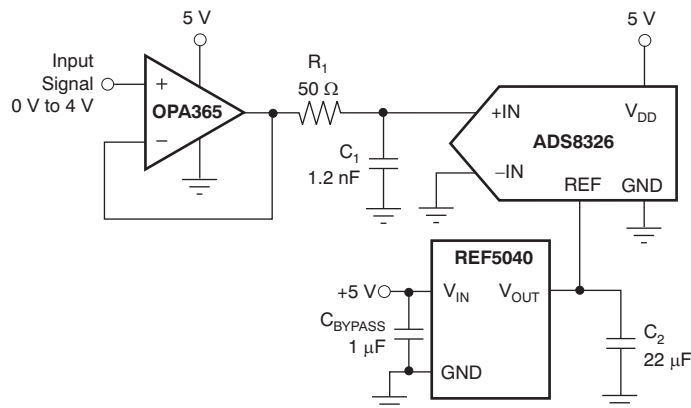 5 V
5 V
Input
Signal
0 V to 4 V
+
−
OPA365
R1
50 Ω
C1
1.2 nF
+IN
−IN
VDD
ADS8326
REF
GND
REF5040
+5 V
VIN
VOUT
CBYPASS
1 μF
GND
C2
22 μF